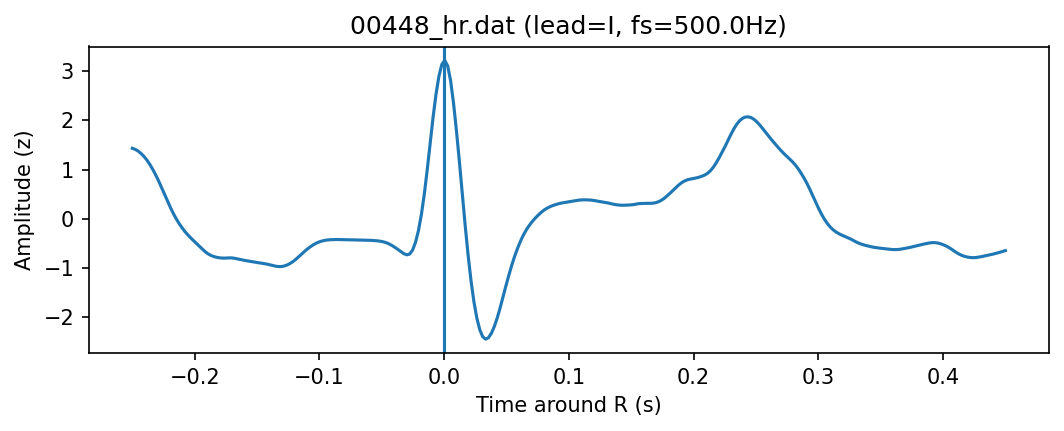 00448_hr.dat (lead=I, fs=500.0Hz)
Amplitude (z)
3
2
1
0
−1
−2
−0.2 −0.1 0.0 0.1 0.2 0.3 0.4
Time around R (s)